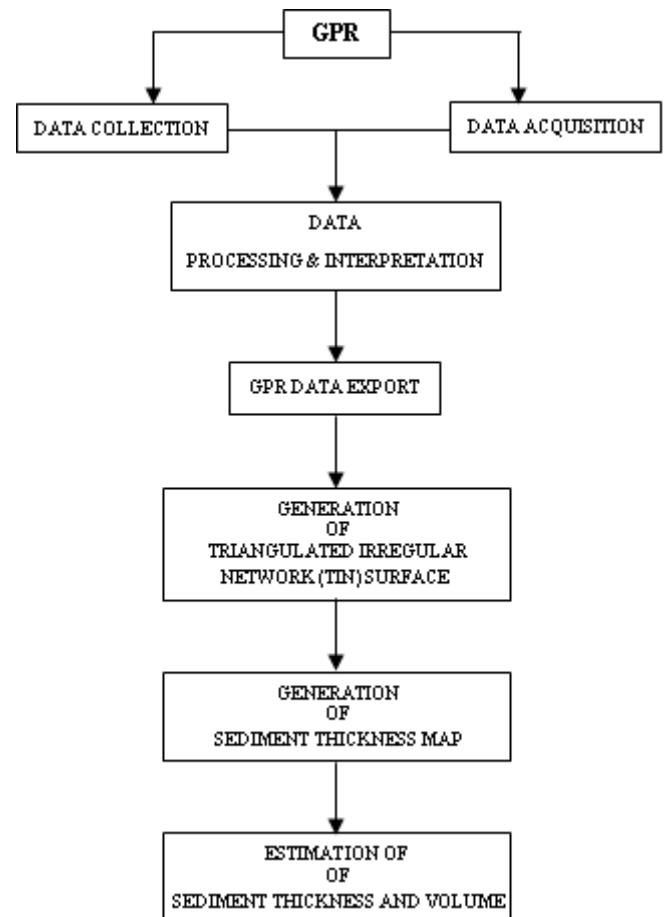 GPR
DATA COLLECTION
DATA ACQUISITION
DATA
PROCESSING & INTERPRETATION
GPR DATA EXPORT
GENERATION
OF
TRIANGULATED IRREGULAR
NETWORK (TIN) SURFACE
GENERATION
OF
SEDIMENT THICKNESS MAP
ESTIMATION OF
OF
SEDIMENT THICKNESS AND VOLUME